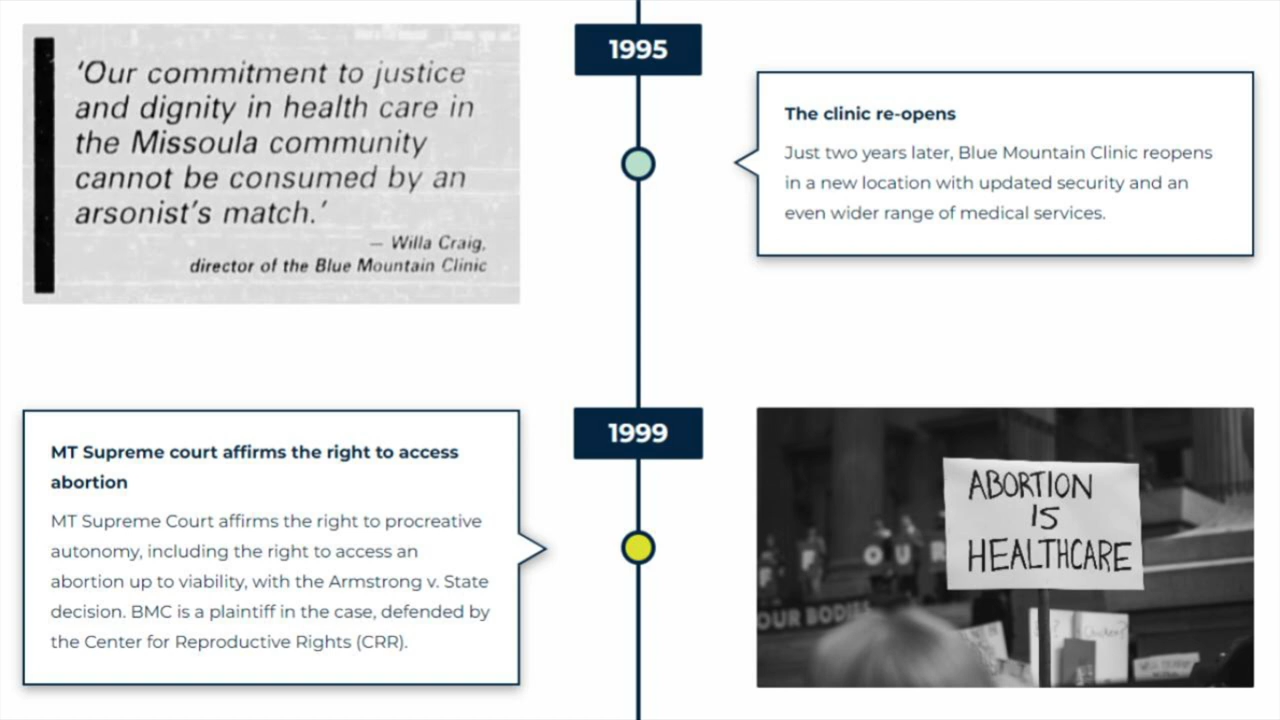 'Our commitment to justice
and dignity in health care in
the Missoula community
cannot be consumed by an
arsonist's match.'
— Willa Craig,
director of the Blue Mountain Clinic
1995
The clinic re-opens
Just two years later, Blue Mountain Clinic reopens
in a new location with updated security and an
even wider range of medical services.
MT Supreme court affirms the right to access
abortion
MT Supreme Court affirms the right to procreative
autonomy, including the right to access an
abortion up to viability, with the Armstrong v. State
decision. BMC is a plaintiff in the case, defended by
the Center for Reproductive Rights (CRR).
1999
ABORTION
IS
HEALTHCARE
OUR
OUR BODIES